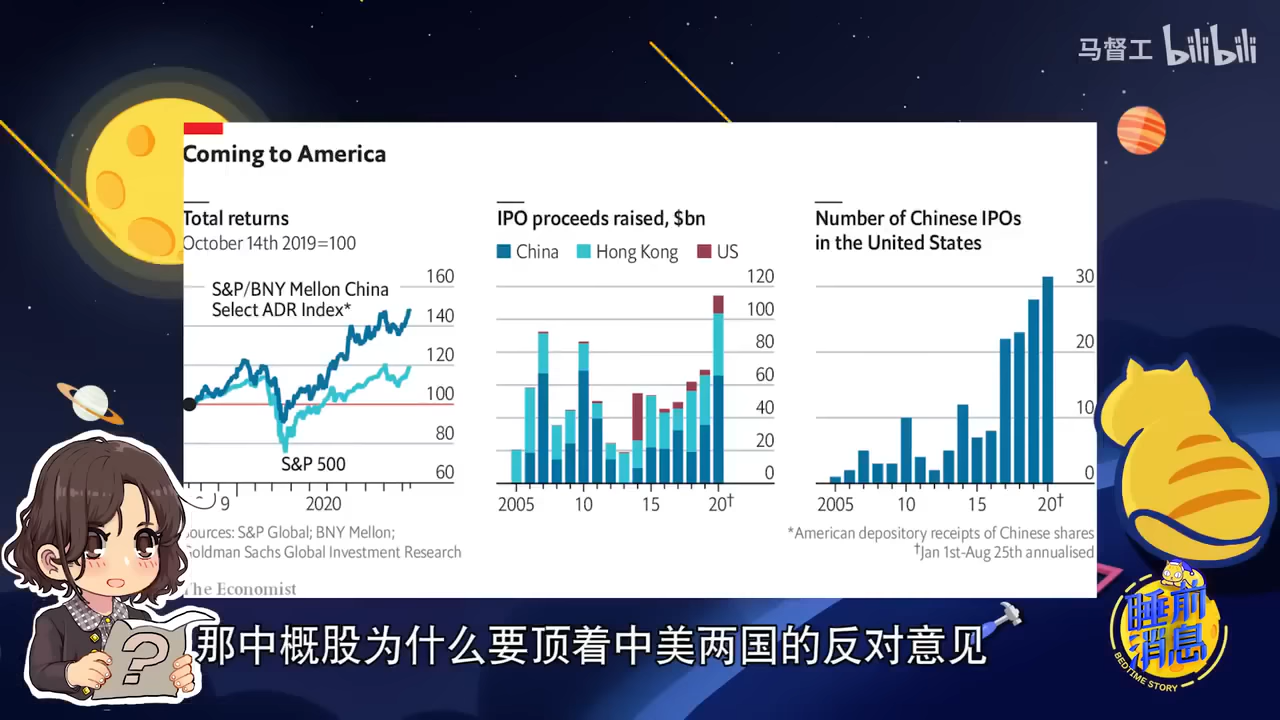 马督工 bilibili
Coming to America
Total returns
October 14th 2019=100
160
140
120
100
80
60
S&P/BNY Mellon China
Select ADR Index*
S&P 500
9 2020
IPO proceeds raised, $bn
China Hong Kong US
120
100
80
60
40
20
0
2005 10 15 20†
Number of Chinese IPOs
in the United States
30
20
10
0
2005 10 15 20†
ources: S&P Global; BNY Mellon;
Goldman Sachs Global Investment Research
*American depository receipts of Chinese shares
†Jan 1st-Aug 25th annualised
The Economist
?
那中概股为什么要顶着中美两国的反对意见
睡前
消息
BEDTIME STORY